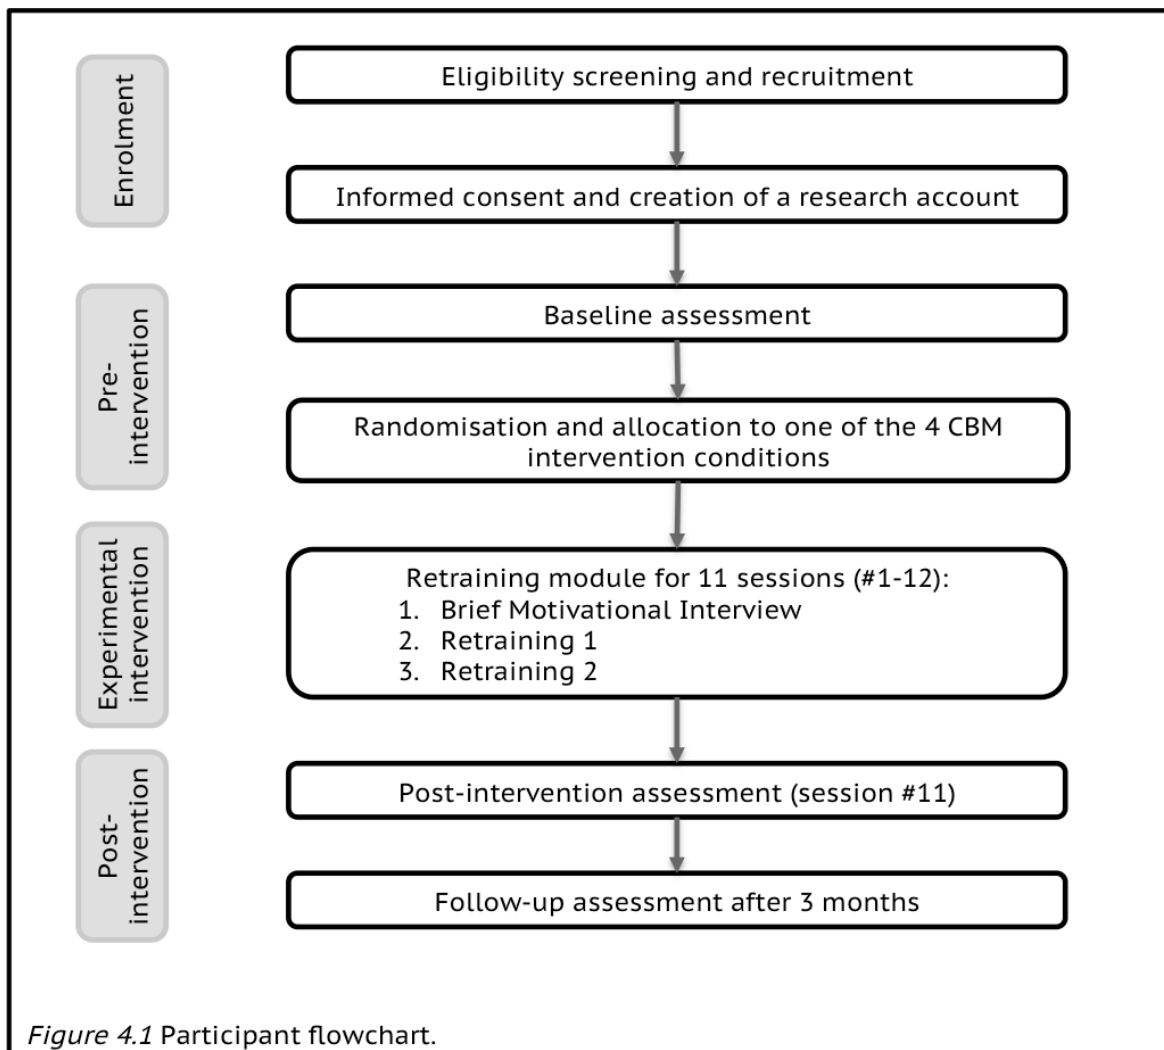 Enrolment
Eligibility screening and recruitment
Informed consent and creation of a research account
Pre-
intervention
Baseline assessment
Randomisation and allocation to one of the 4 CBM
intervention conditions
Experimental
intervention
Retraining module for 11 sessions (#1-12):
1. Brief Motivational Interview
2. Retraining 1
3. Retraining 2
Post-
intervention
Post-intervention assessment (session #11)
Follow-up assessment after 3 months
Figure 4.1 Participant flowchart.